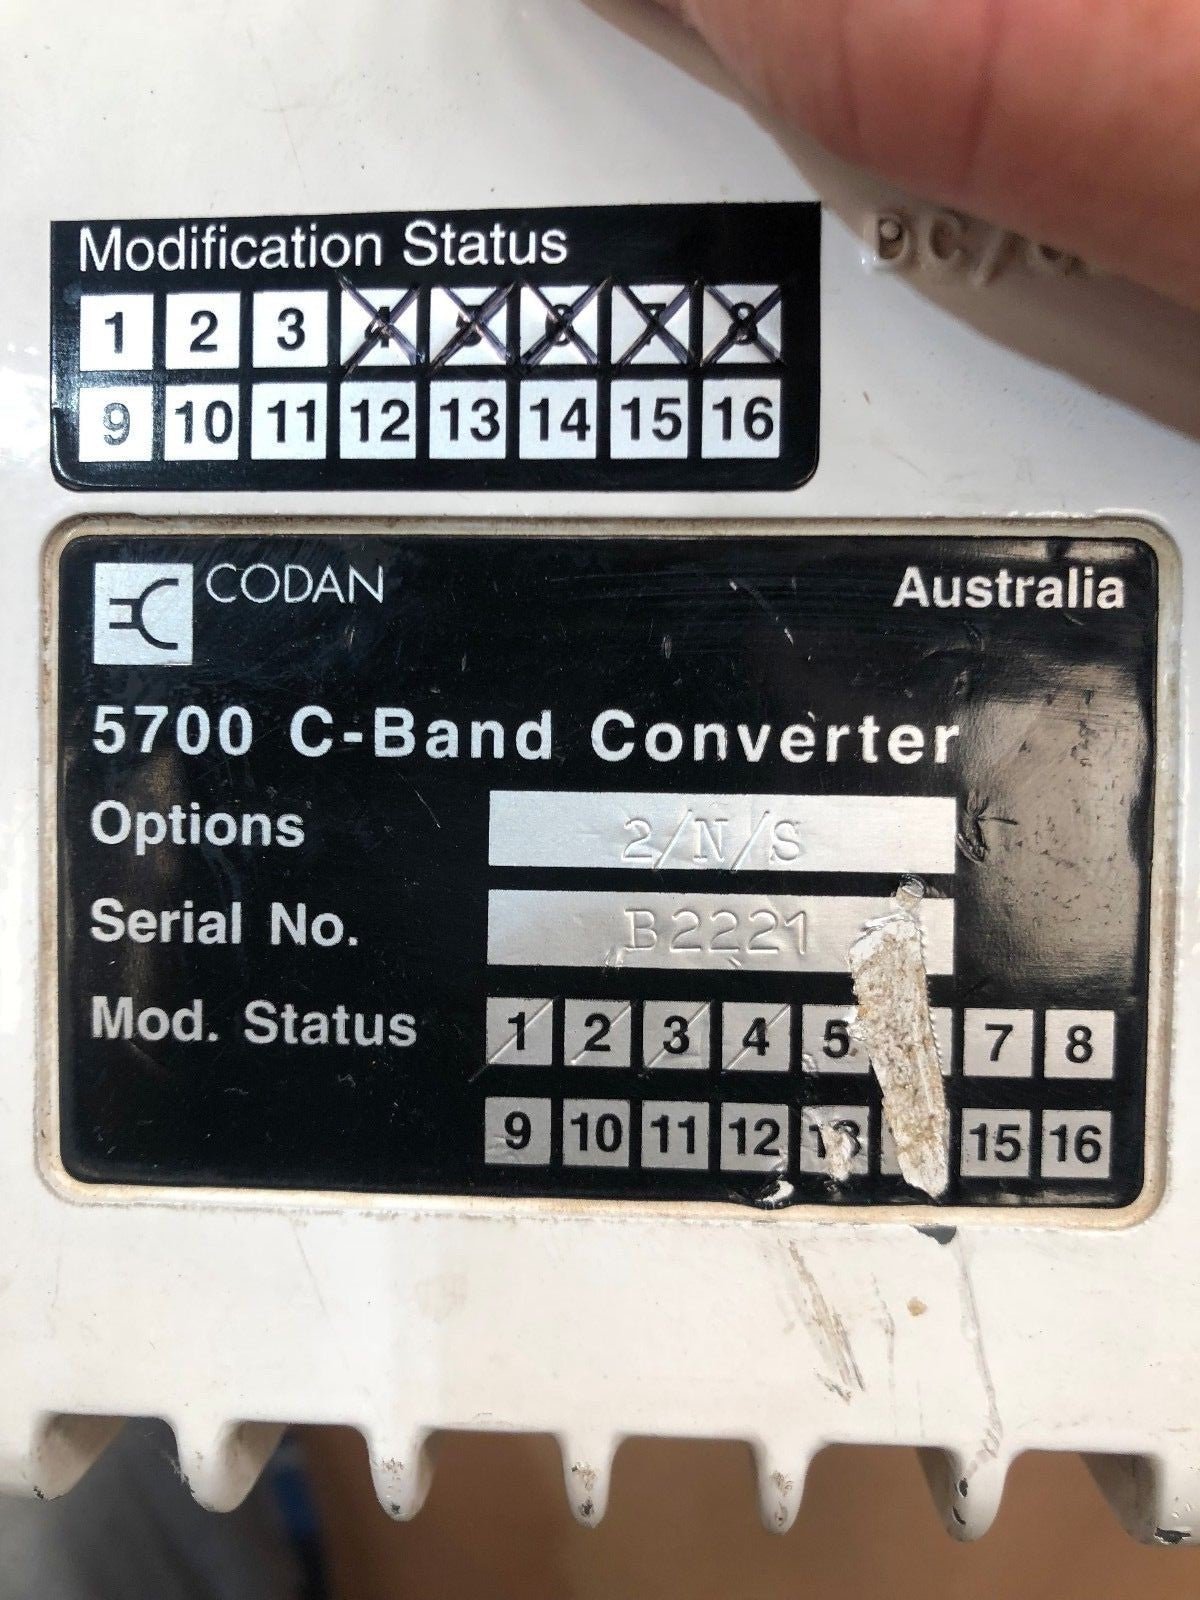 Modification Status
1 2 3 4 5 6 7 8
9 10 11 12 13 14 15 16
CODAN
Australia
5700 C-Band Converter
Options 2/N/S
Serial No. B2221
Mod. Status 1 2 3 4 5 7 8
9 10 11 12 13 15 16